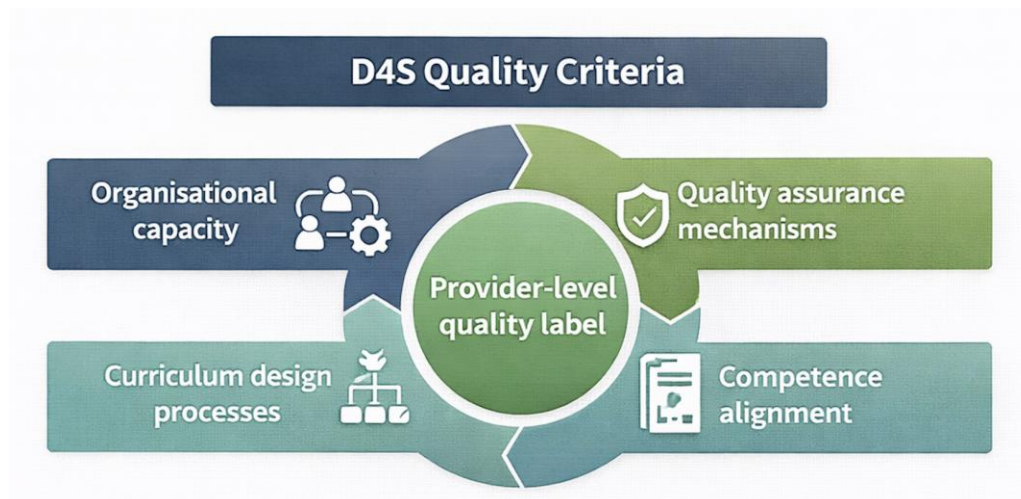 D4S Quality Criteria
Organisational
capacity
Quality assurance
mechanisms
Provider-level
quality label
Curriculum design
processes
Competence
alignment